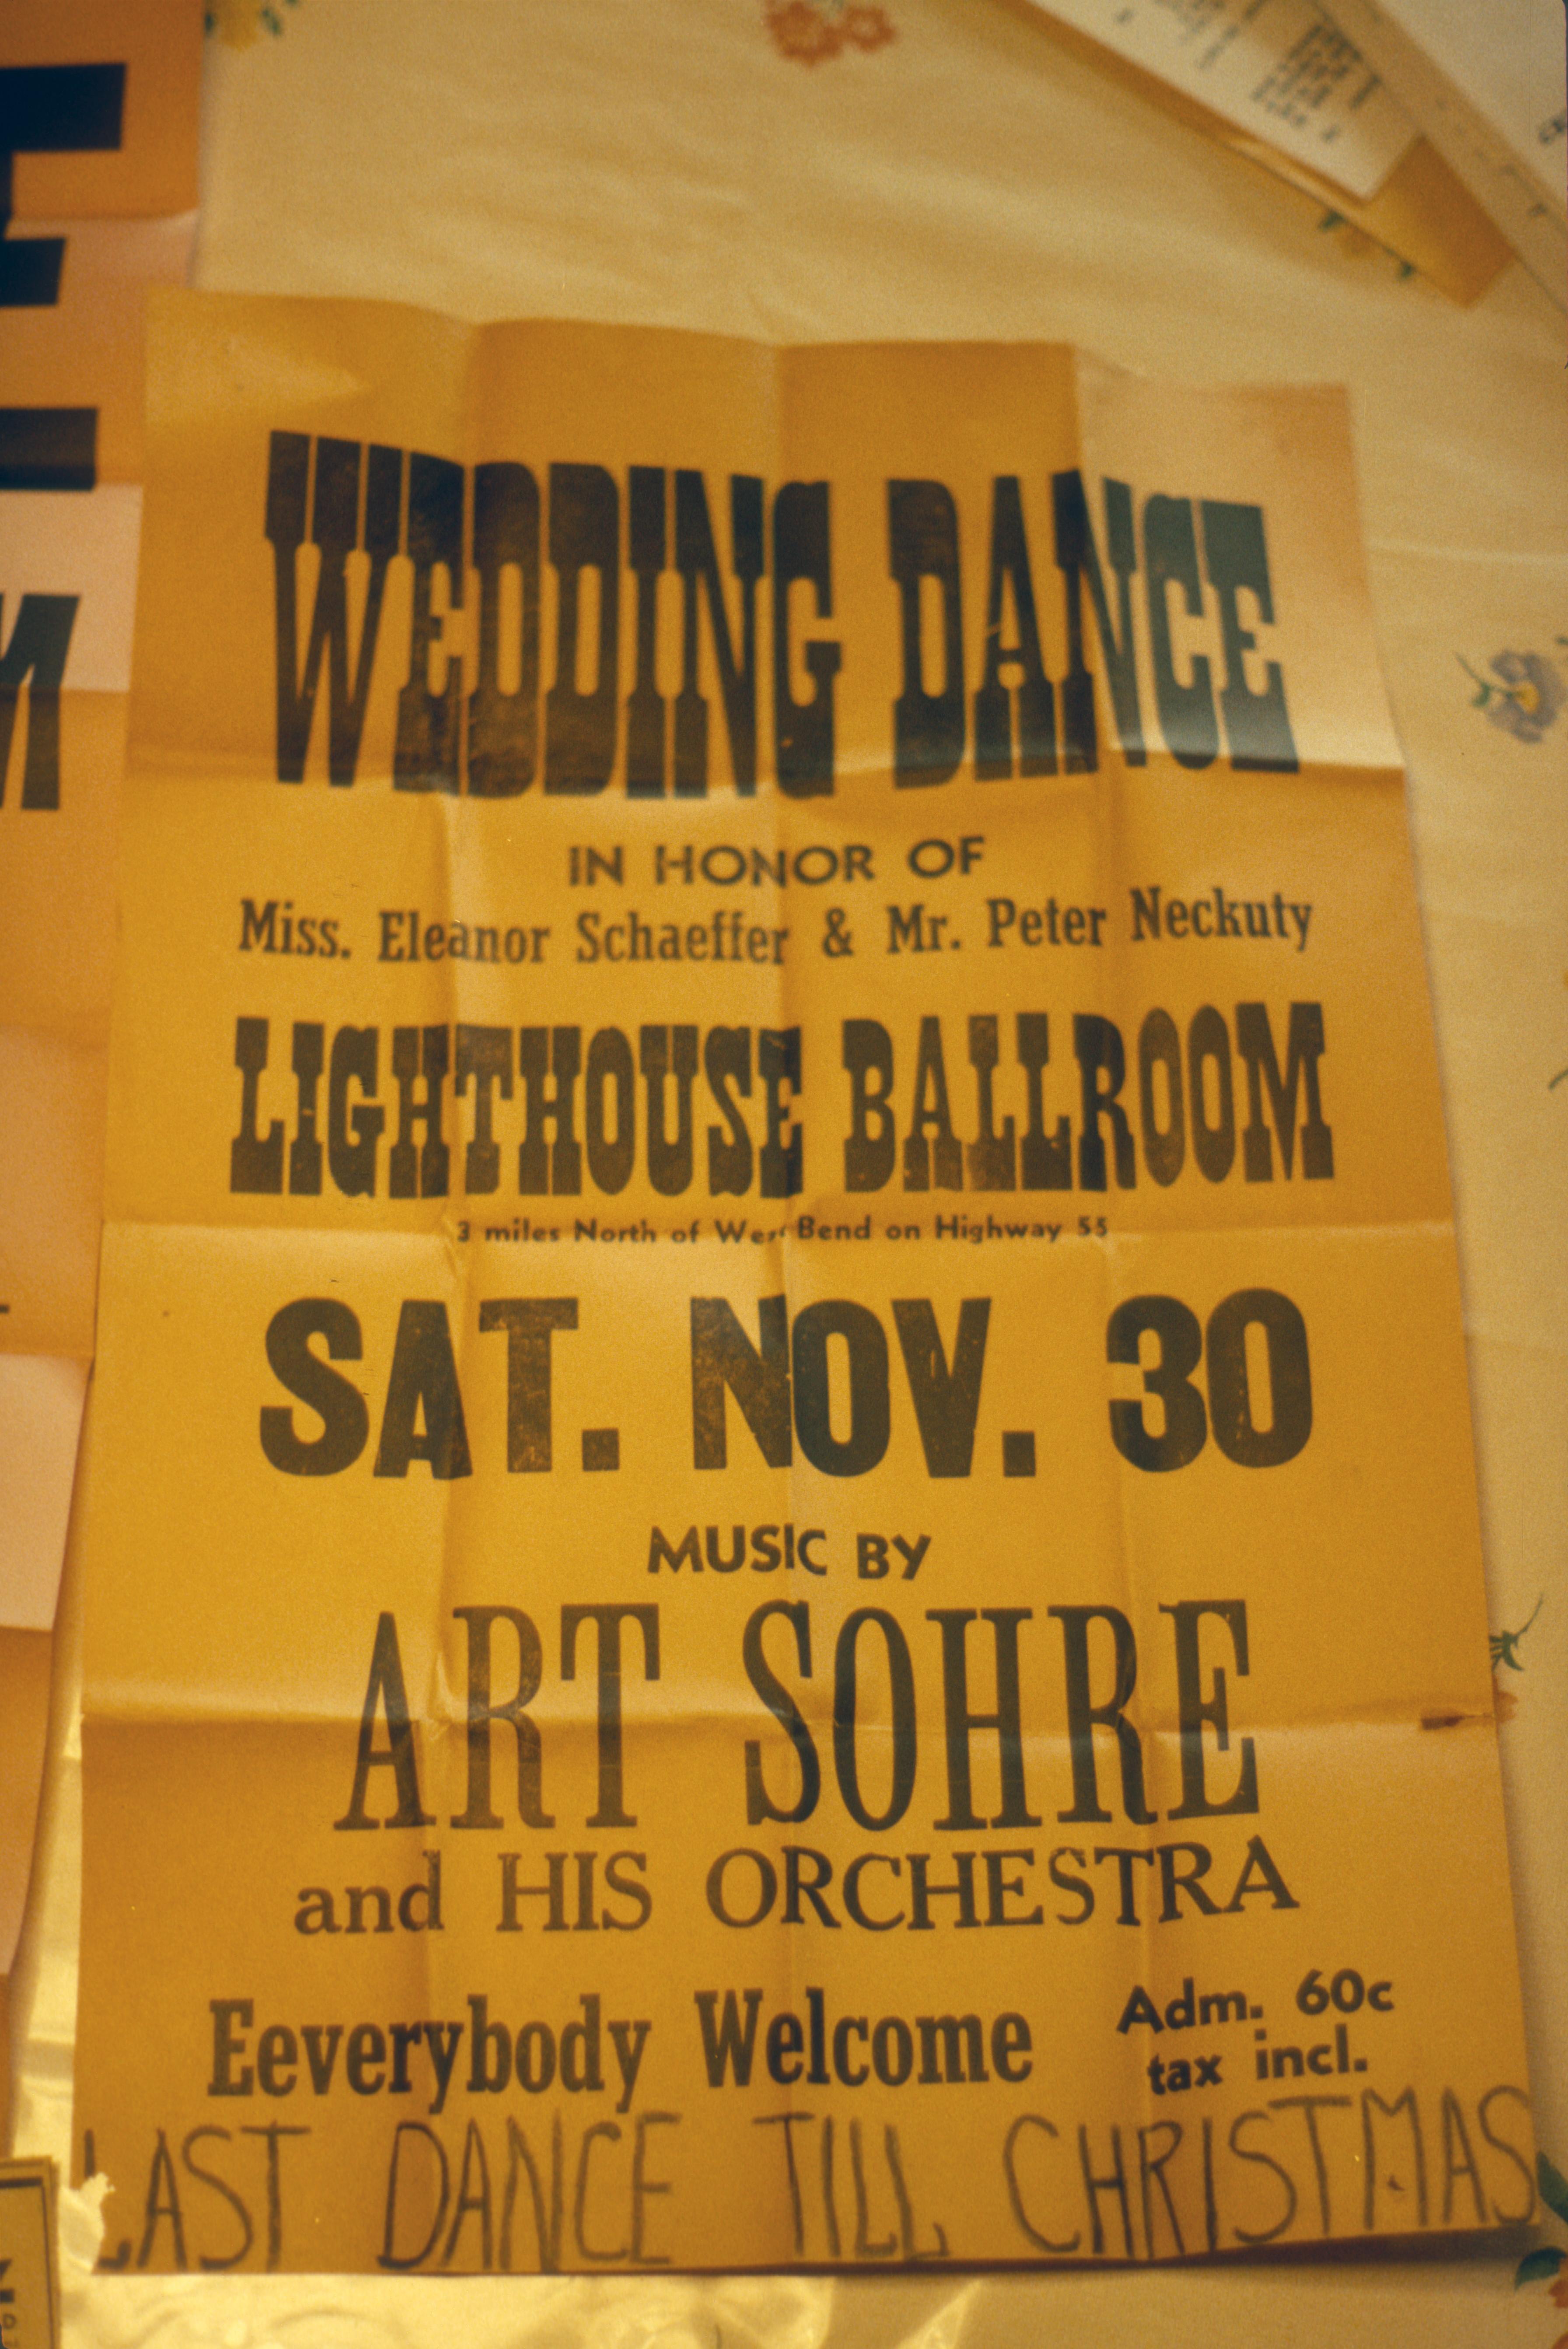 WEDDING DANCE
IN HONOR OF
Miss. Eleanor Schaeffer & Mr. Peter Neckuty
LIGHTHOUSE BALLROOM
3 miles North of West Bend on Highway 55
SAT. NOV. 30
MUSIC BY
ART SOHRE
and HIS ORCHESTRA
Eeverybody Welcome
Adm. 60c
tax incl.
LAST DANCE TILL CHRISTMAS